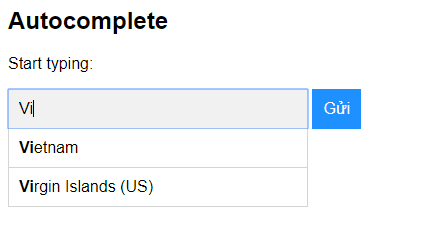 Autocomplete
Start typing:
Vi Gửi
Vietnam
Virgin Islands (US)